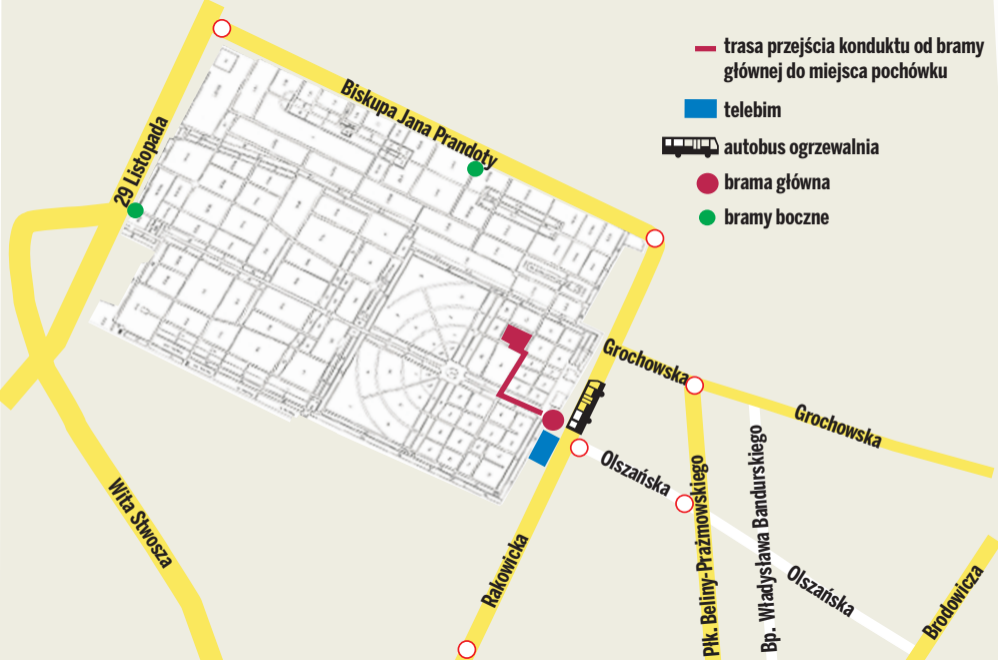 trasa przejścia konduktu od bramy
głównej do miejsca pochówku
telebim
autobus ogrzewalnia
brama główna
bramy boczne
Biskupa Jana Prandoty
29 Listopada
Grochowska
Grochowska
Olszańska
Wita Stwosza
Rakowicka
Płk. Beliny-Prażmowskiego
Bp. Władysława Bandurskiego
Olszańska
Brodowicza